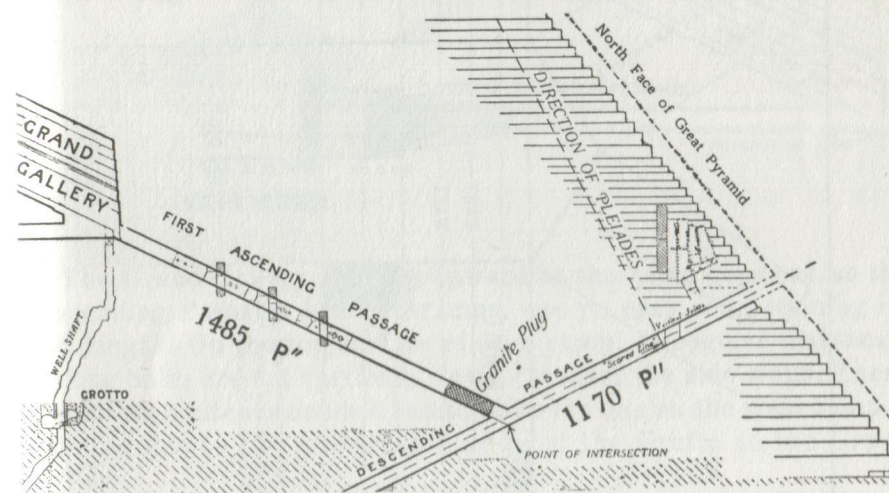 North Face of Great Pyramid
DIRECTION OF PLEIADES
GRAND
GALLERY
FIRST ASCENDING PASSAGE
1485 P"
WELL SHAFT
GROTTO
Granite Plug
DESCENDING PASSAGE
Scored Line
Vertical Joints
1170 P"
POINT OF INTERSECTION